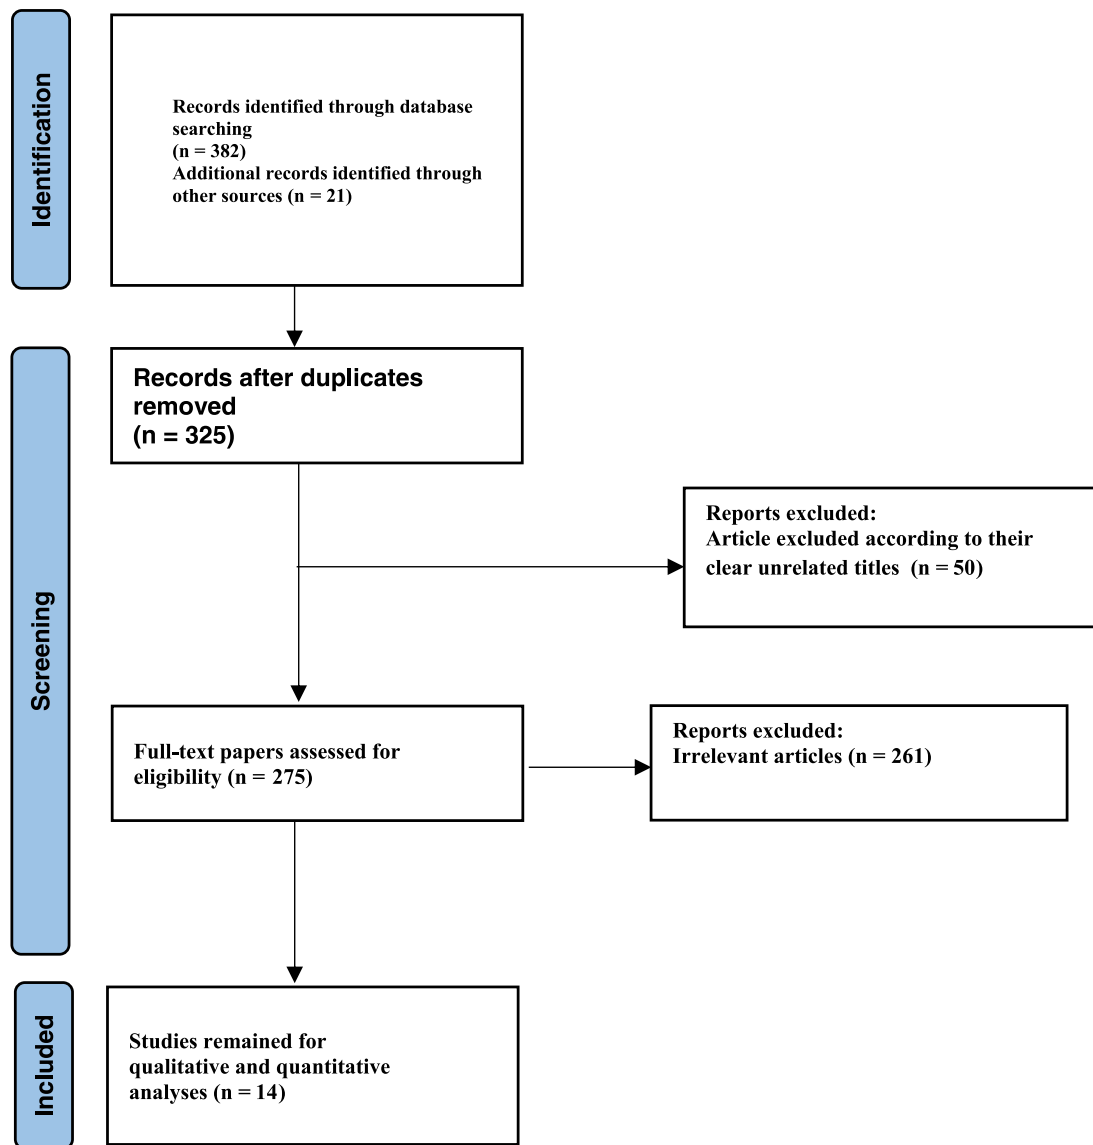 Identification
Records identified through database
searching
(n = 382)
Additional records identified through
other sources (n = 21)
Screening
Records after duplicates
removed
(n = 325)
Reports excluded:
Article excluded according to their
clear unrelated titles (n = 50)
Full-text papers assessed for
eligibility (n = 275)
Reports excluded:
Irrelevant articles (n = 261)
Included
Studies remained for
qualitative and quantitative
analyses (n = 14)